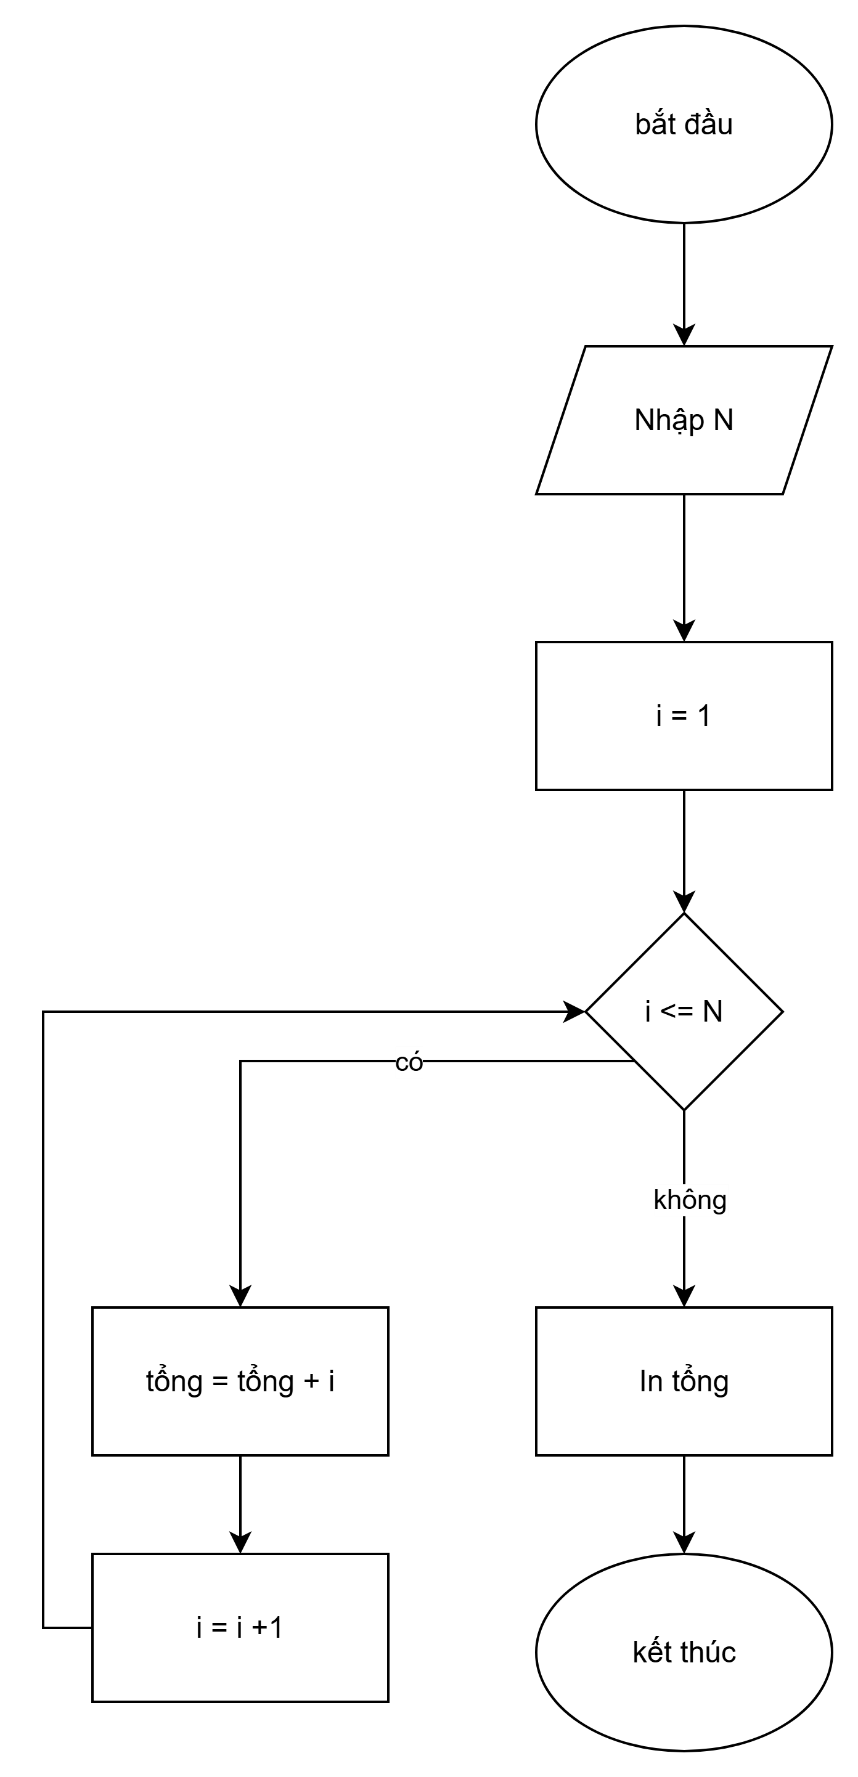 bắt đầu
Nhập N
i = 1
i <= N
có
không
tổng = tổng + i
In tổng
i = i +1
kết thúc